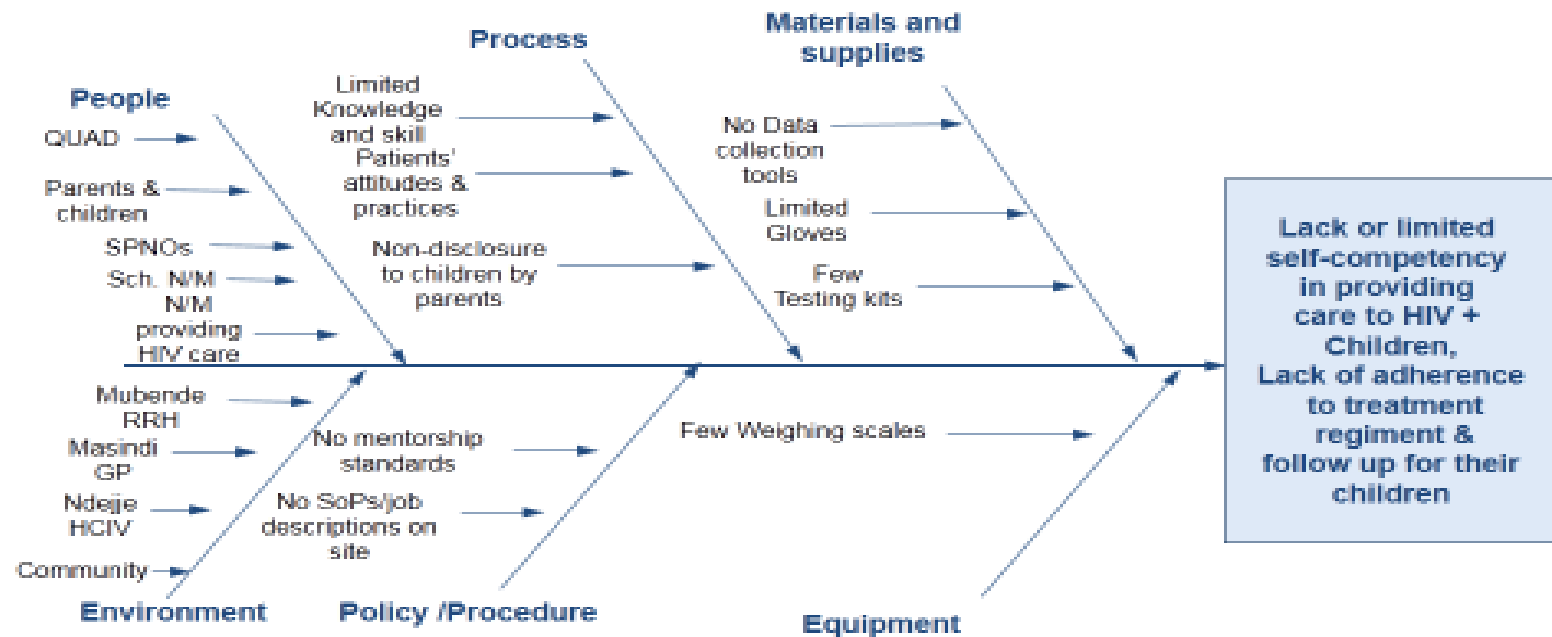 People
QUAD
Parents &
children
SPNOs
Sch. N/M
N/M
providing
HIV care
Process
Limited
Knowledge
and skill
Patients'
attitudes &
practices
Non-disclosure
to children by
parents
Materials and
supplies
No Data
collection
tools
Limited
Gloves
Few
Testing kits
Lack or limited
self-competency
in providing
care to HIV +
Children,
Lack of adherence
to treatment
regiment &
follow up for their
children
Mubende
RRH
Masindi
GP
Ndejje
HCIV
Community
Environment
No mentorship
standards
No SoPs/job
descriptions on
site
Policy /Procedure
Few Weighing scales
Equipment